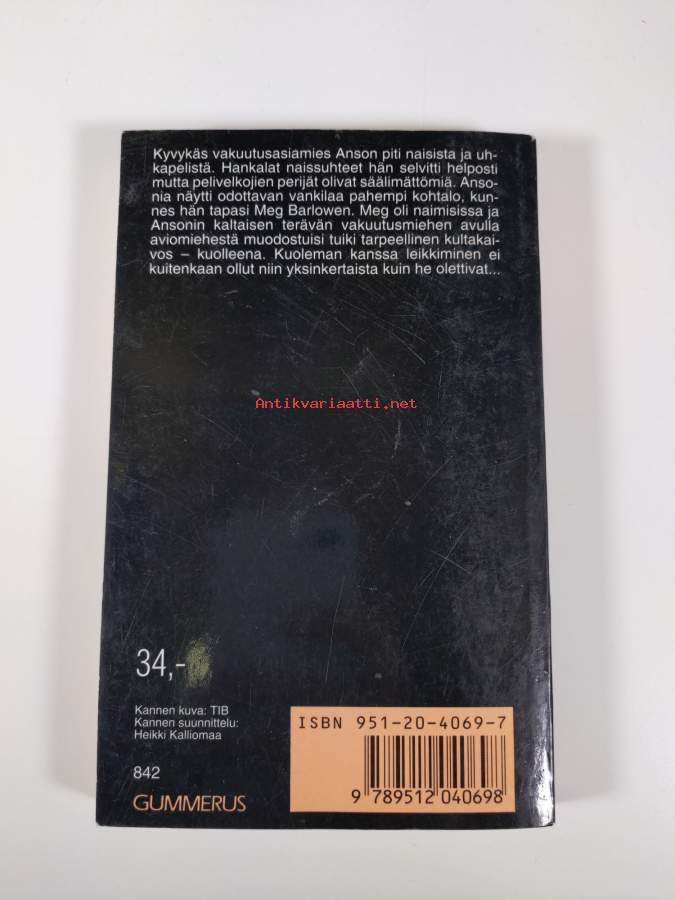 Kyvykäs vakuutusasiamies Anson piti naisista ja uh-
kapelistä. Hankalat naissuhteet hän selvitti helposti
mutta pelivelkojien perijät olivat säälimättömiä. Anso-
nia näytti odottavan vankilaa pahempi kohtalo, kun-
nes hän tapasi Meg Barlowen. Meg oli naimisissa ja
Ansonin kaltaisen terävän vakuutusmiehen avulla
aviomiehestä muodostuisi tuiki tarpeellinen kultakai-
vos – kuolleena. Kuoleman kanssa leikkiminen ei
kuitenkaan ollut niin yksinkertaista kuin he olettivat...
Antikvariaatti.net
34,-
Kannen kuva: TIB
Kannen suunnittelu:
Heikki Kalliomaa
842
GUMMERUS
ISBN 951-20-4069-7
9 789512 040698